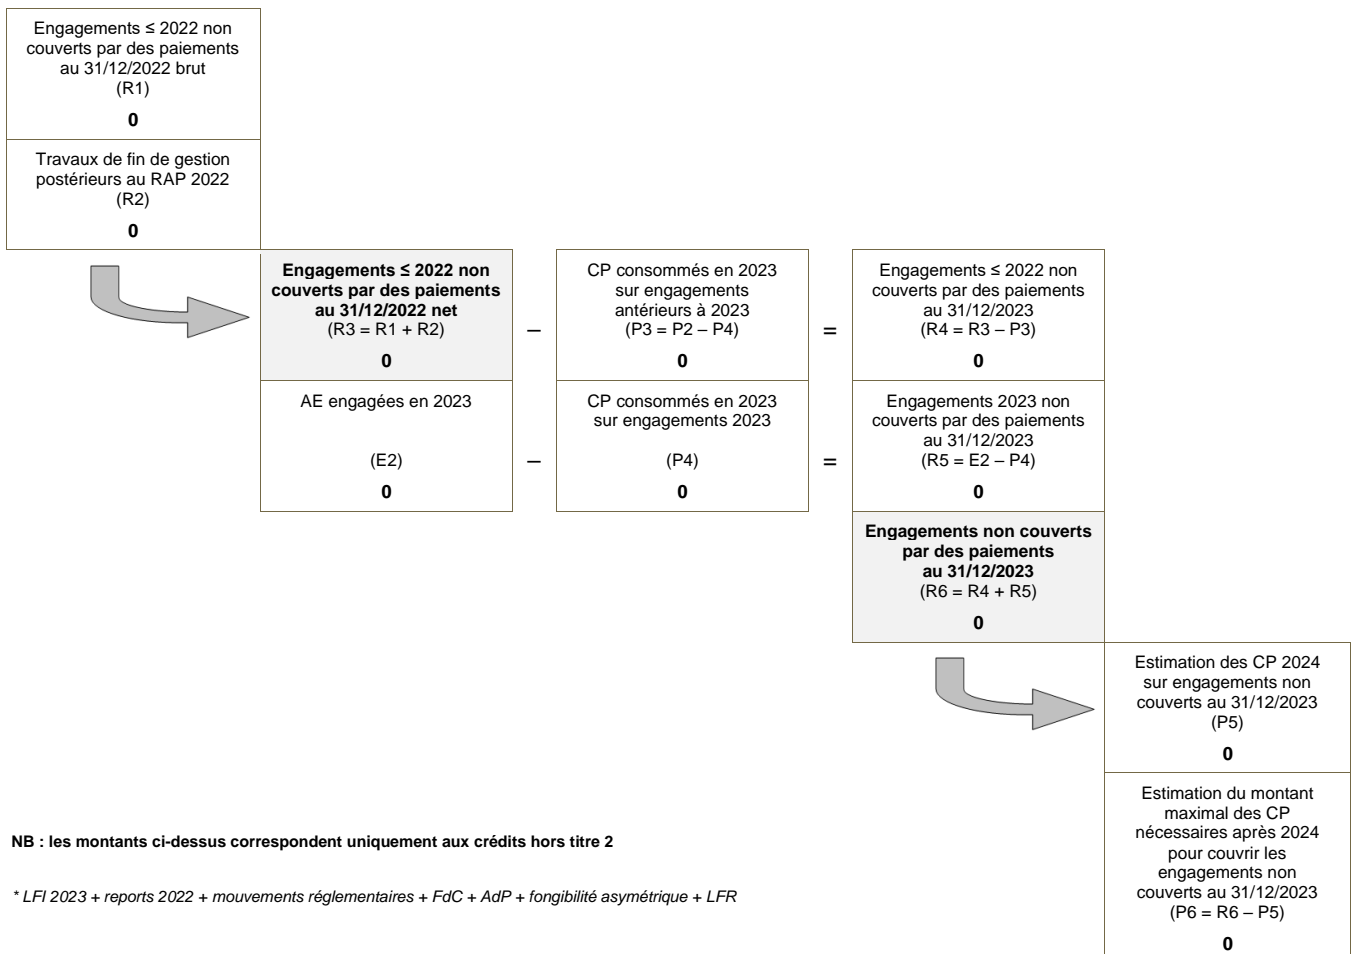 Engagements ≤ 2022 non
couverts par des paiements
au 31/12/2022 brut
(R1)
0
Travaux de fin de gestion
postérieurs au RAP 2022
(R2)
0
Engagements ≤ 2022 non
couverts par des paiements
au 31/12/2022 net
(R3 = R1 + R2)
0
–
CP consommés en 2023
sur engagements
antérieurs à 2023
(P3 = P2 – P4)
0
=
Engagements ≤ 2022 non
couverts par des paiements
au 31/12/2023
(R4 = R3 – P3)
0
AE engagées en 2023
(E2)
0
–
CP consommés en 2023
sur engagements 2023
(P4)
0
=
Engagements 2023 non
couverts par des paiements
au 31/12/2023
(R5 = E2 – P4)
0
Engagements non couverts
par des paiements
au 31/12/2023
(R6 = R4 + R5)
0
Estimation des CP 2024
sur engagements non
couverts au 31/12/2023
(P5)
0
Estimation du montant
maximal des CP
nécessaires après 2024
pour couvrir les
engagements non
couverts au 31/12/2023
(P6 = R6 – P5)
0
NB : les montants ci-dessus correspondent uniquement aux crédits hors titre 2
* LFI 2023 + reports 2022 + mouvements réglementaires + FdC + AdP + fongibilité asymétrique + LFR